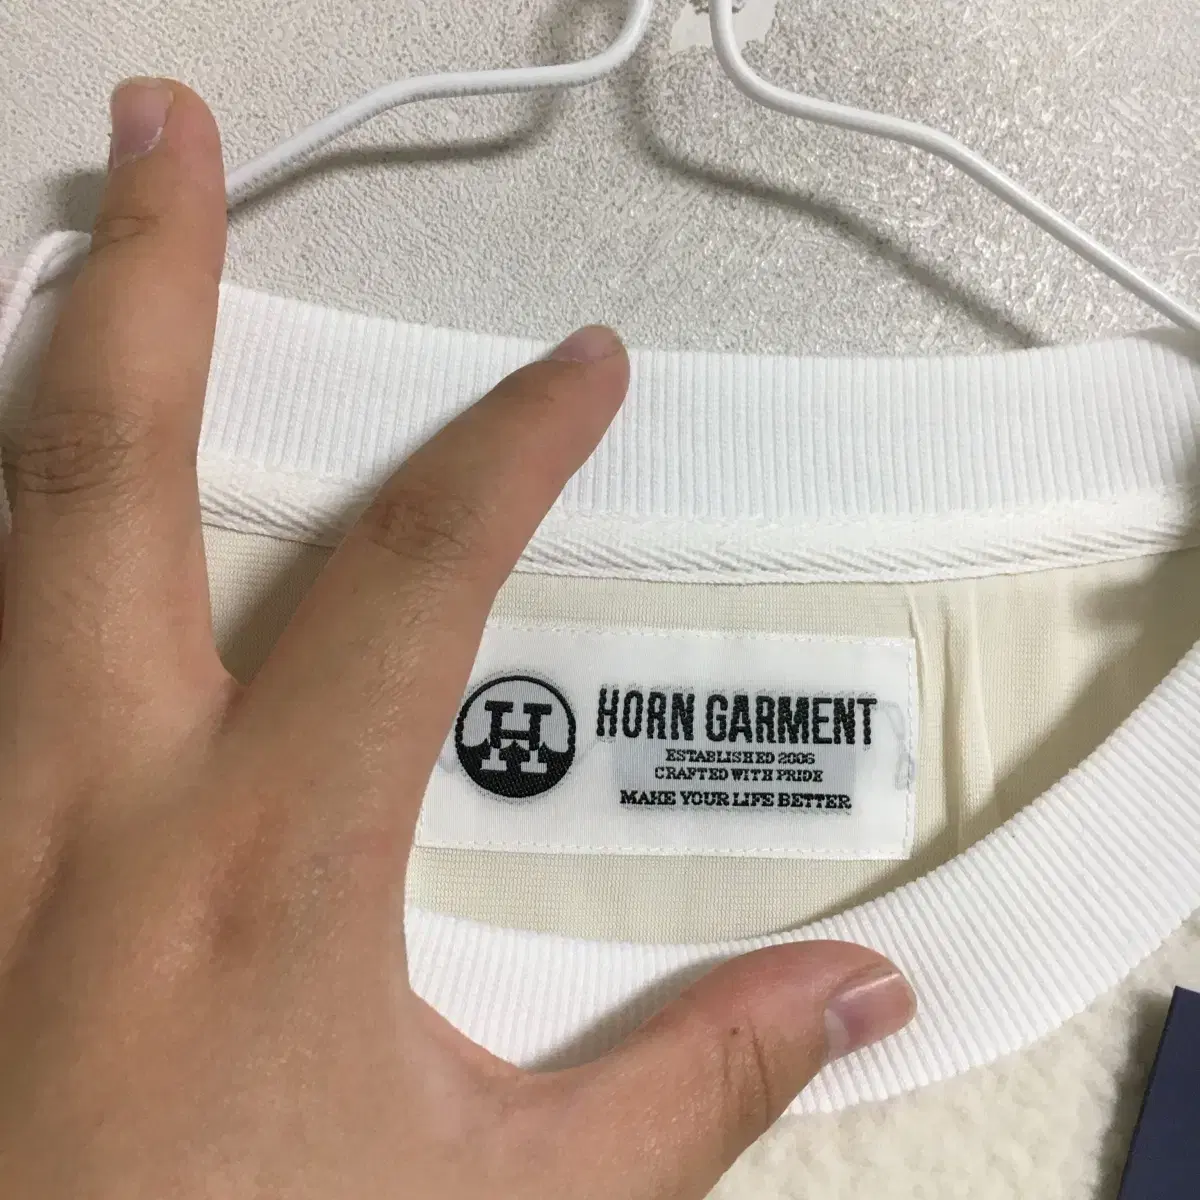 HORN GARMENT
ESTABLISHED 2006
CRAFTED WITH PRIDE
MAKE YOUR LIFE BETTER